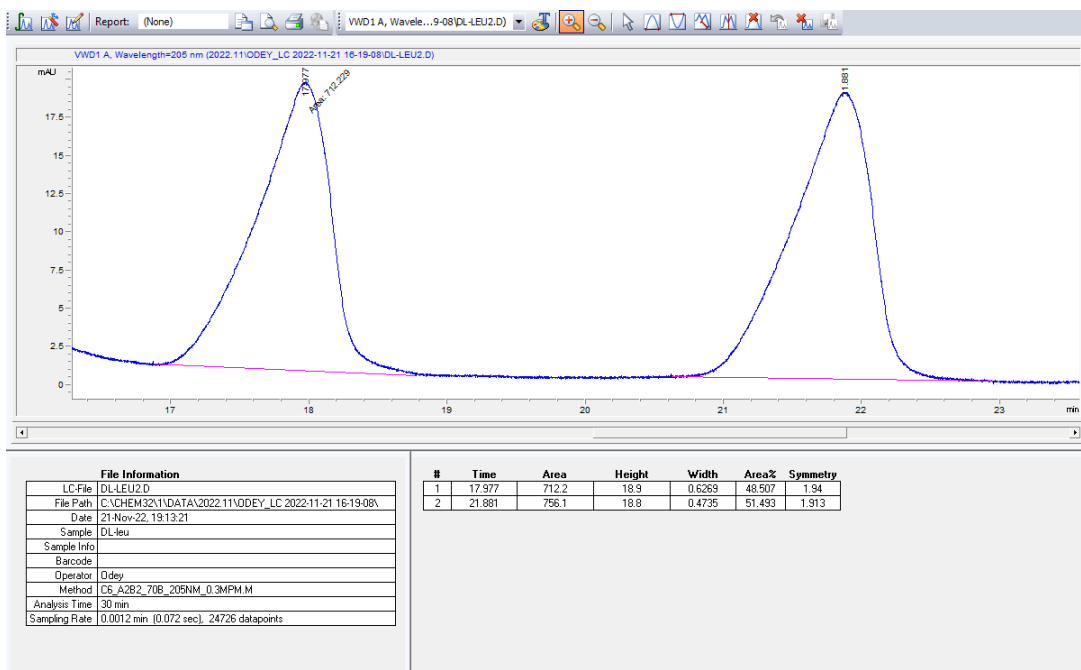 Report: (None) VWD1 A, Wavele...9-08\DL-LEU2.D)
VWD1 A, Wavelength=205 nm (2022.11\ODEY_LC 2022-11-21 16-19-08\DL-LEU2.D)
mAU
17.977
Area: 712.229
1.881
17.5
15
12.5
10
7.5
5
2.5
0
17 18 19 20 21 22 23 min
File Information
LC-File DL-LEU2.D
File Path C:\CHEM32\1\DATA\2022.11\ODEY_LC 2022-11-21 16-19-08\
Date 21-Nov-22, 19:13:21
Sample DL-leu
Sample Info
Barcode
Operator Odey
Method C6_A2B2_70B_205NM_0.3MPM.M
Analysis Time 30 min
Sampling Rate 0.0012 min (0.072 sec), 24726 datapoints
# Time Area Height Width Area% Symmetry
1 17.977 712.2 18.9 0.6269 48.507 1.94
2 21.881 756.1 18.8 0.4735 51.493 1.913